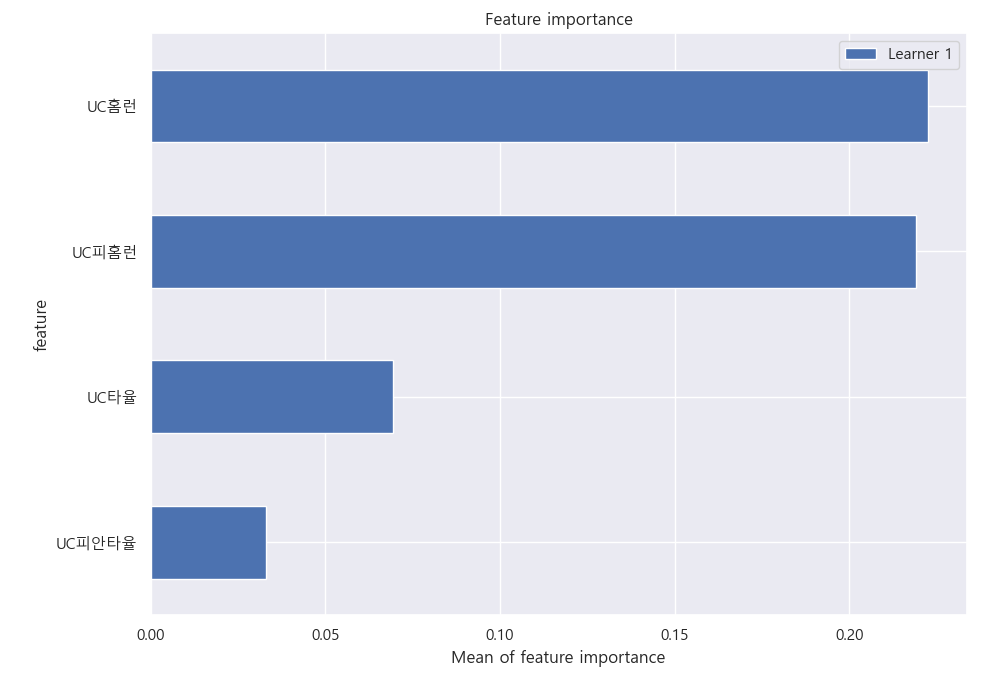 Feature importance
Learner 1
UC홈런
UC피홈런
feature
UC타율
UC피안타율
0.00 0.05 0.10 0.15 0.20
Mean of feature importance